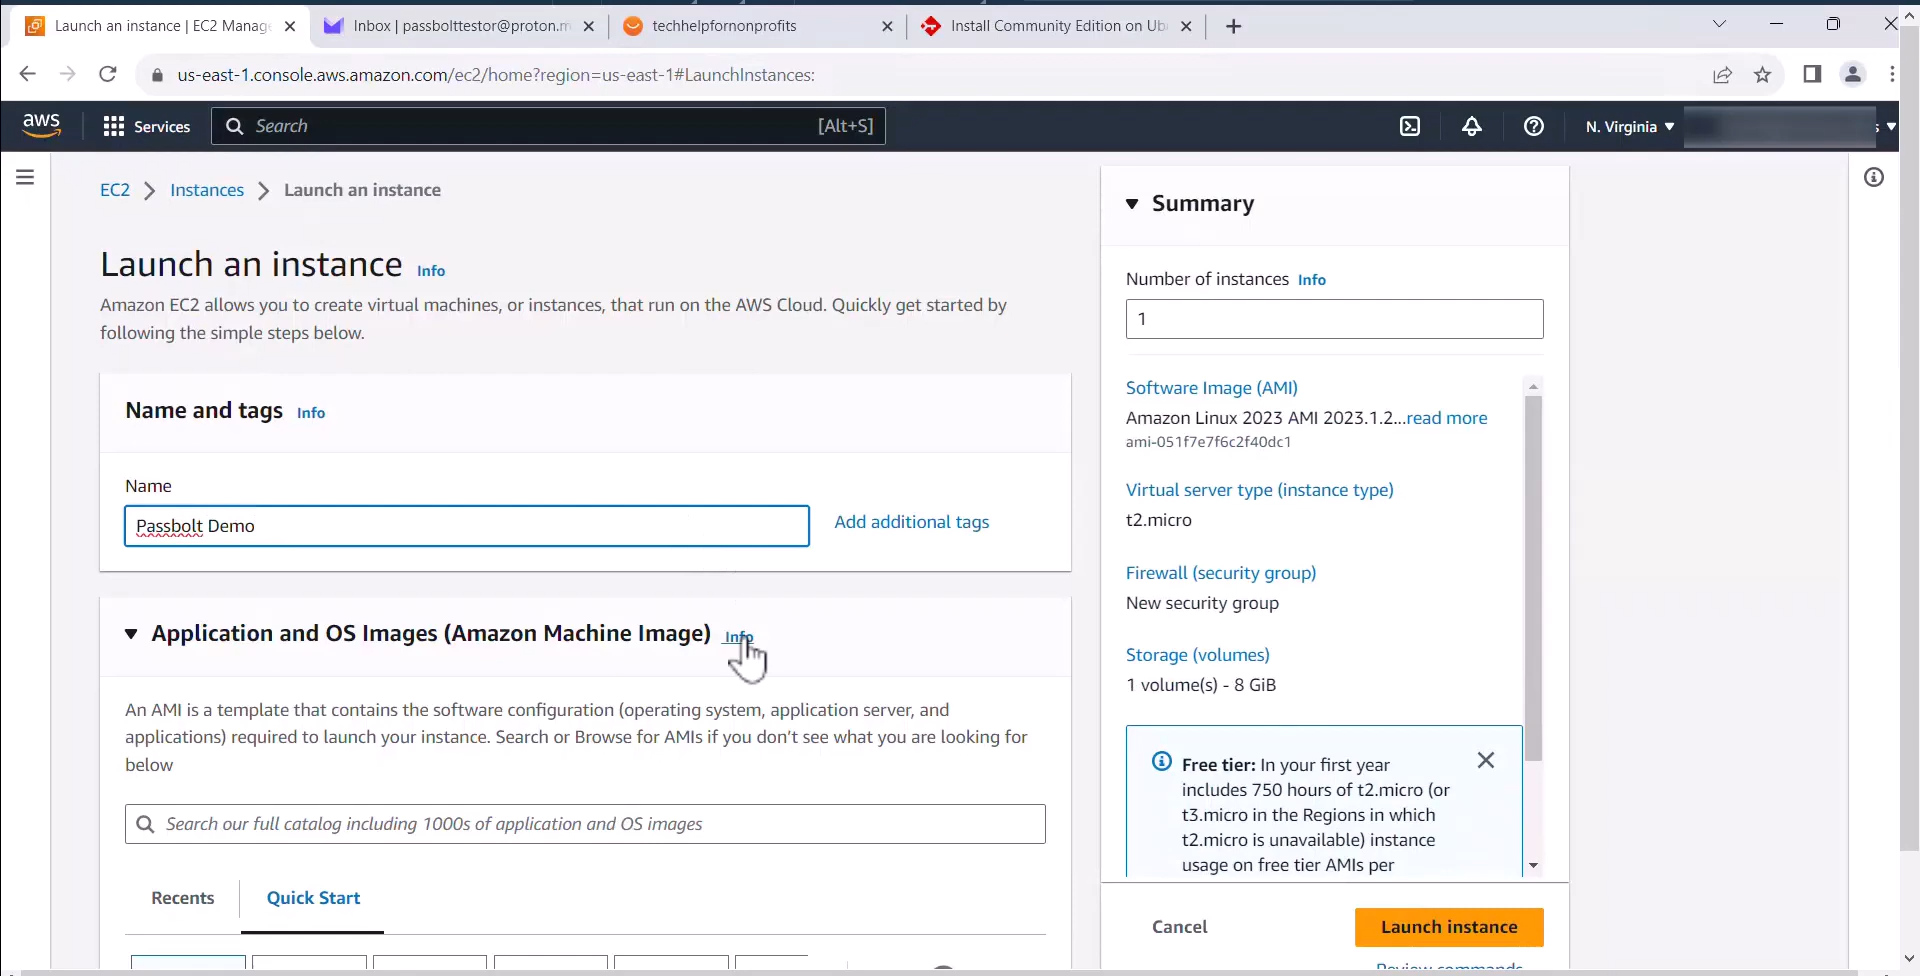 Launch an instance | EC2 Manage
Inbox | passbolttestor@proton.m
techhelpfornonprofits
Install Community Edition on Ub
us-east-1.console.aws.amazon.com/ec2/home?region=us-east-1#LaunchInstances:
aws
Services
Search
[Alt+S]
N. Virginia
s
EC2
Instances
Launch an instance
Launch an instance Info
Amazon EC2 allows you to create virtual machines, or instances, that run on the AWS Cloud. Quickly get started by
following the simple steps below.
Name and tags Info
Name
Passbolt Demo
Add additional tags
Application and OS Images (Amazon Machine Image) Info
An AMI is a template that contains the software configuration (operating system, application server, and
applications) required to launch your instance. Search or Browse for AMIs if you don’t see what you are looking for
below
Search our full catalog including 1000s of application and OS images
Recents
Quick Start
Summary
Number of instances Info
1
Software Image (AMI)
Amazon Linux 2023 AMI 2023.1.2...read more
ami-051f7e7f6c2f40dc1
Virtual server type (instance type)
t2.micro
Firewall (security group)
New security group
Storage (volumes)
1 volume(s) - 8 GiB
Free tier: In your first year
includes 750 hours of t2.micro (or
t3.micro in the Regions in which
t2.micro is unavailable) instance
usage on free tier AMIs per
Cancel
Launch instance
Review commands